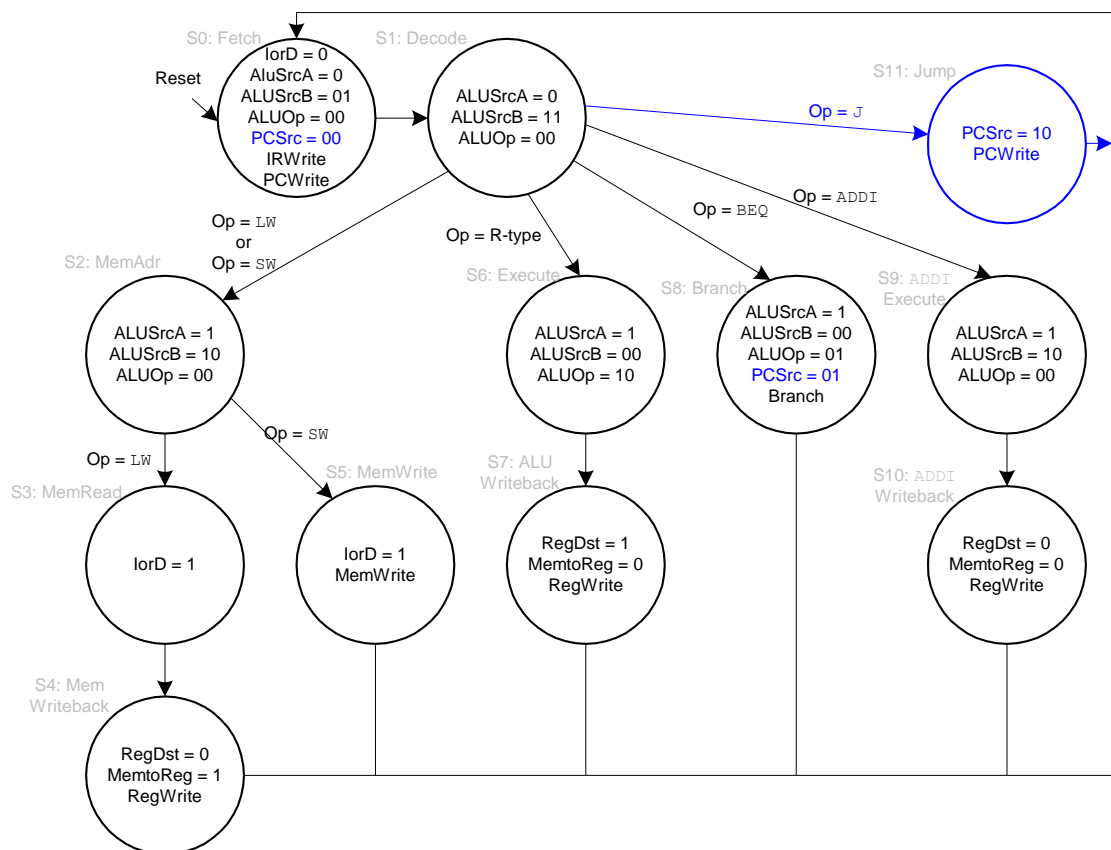 S0: Fetch
IorD = 0
AluSrcA = 0
ALUSrcB = 01
ALUOp = 00
PCSrc = 00
IRWrite
PCWrite
Reset
S1: Decode
ALUSrcA = 0
ALUSrcB = 11
ALUOp = 00
S11: Jump
PCSrc = 10
PCWrite
Op = J
Op = ADDI
Op = BEQ
Op = R-type
Op = LW
or
Op = SW
S2: MemAdr
ALUSrcA = 1
ALUSrcB = 10
ALUOp = 00
S6: Execute
ALUSrcA = 1
ALUSrcB = 00
ALUOp = 10
S8: Branch
ALUSrcA = 1
ALUSrcB = 00
ALUOp = 01
PCSrc = 01
Branch
S9: ADDI
Execute
ALUSrcA = 1
ALUSrcB = 10
ALUOp = 00
Op = LW
Op = SW
S3: MemRead
IorD = 1
S5: MemWrite
IorD = 1
MemWrite
S7: ALU
Writeback
RegDst = 1
MemtoReg = 0
RegWrite
S10: ADDI
Writeback
RegDst = 0
MemtoReg = 0
RegWrite
S4: Mem
Writeback
RegDst = 0
MemtoReg = 1
RegWrite